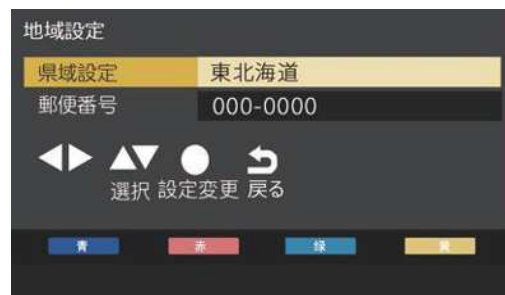 地域設定
県域設定 東北海道
郵便番号 000-0000
選択 設定変更 戻る
青 赤 緑 黄